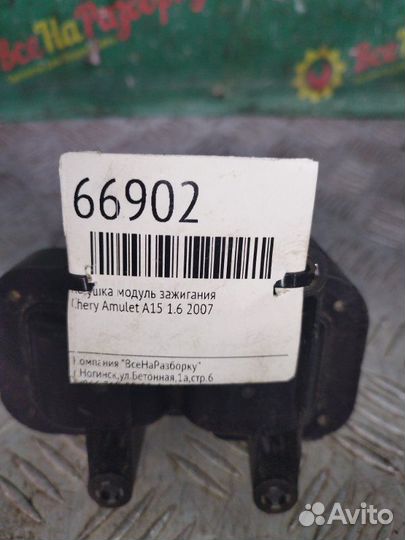 ВсеНаРазборку
ВсеНаРазбо
66902
Катушка модуль зажигания
Chery Amulet A15 1.6 2007
Компания "ВсеНаРазборку"
г.Ногинск,ул.Бетонная,1а,стр.6
Avito